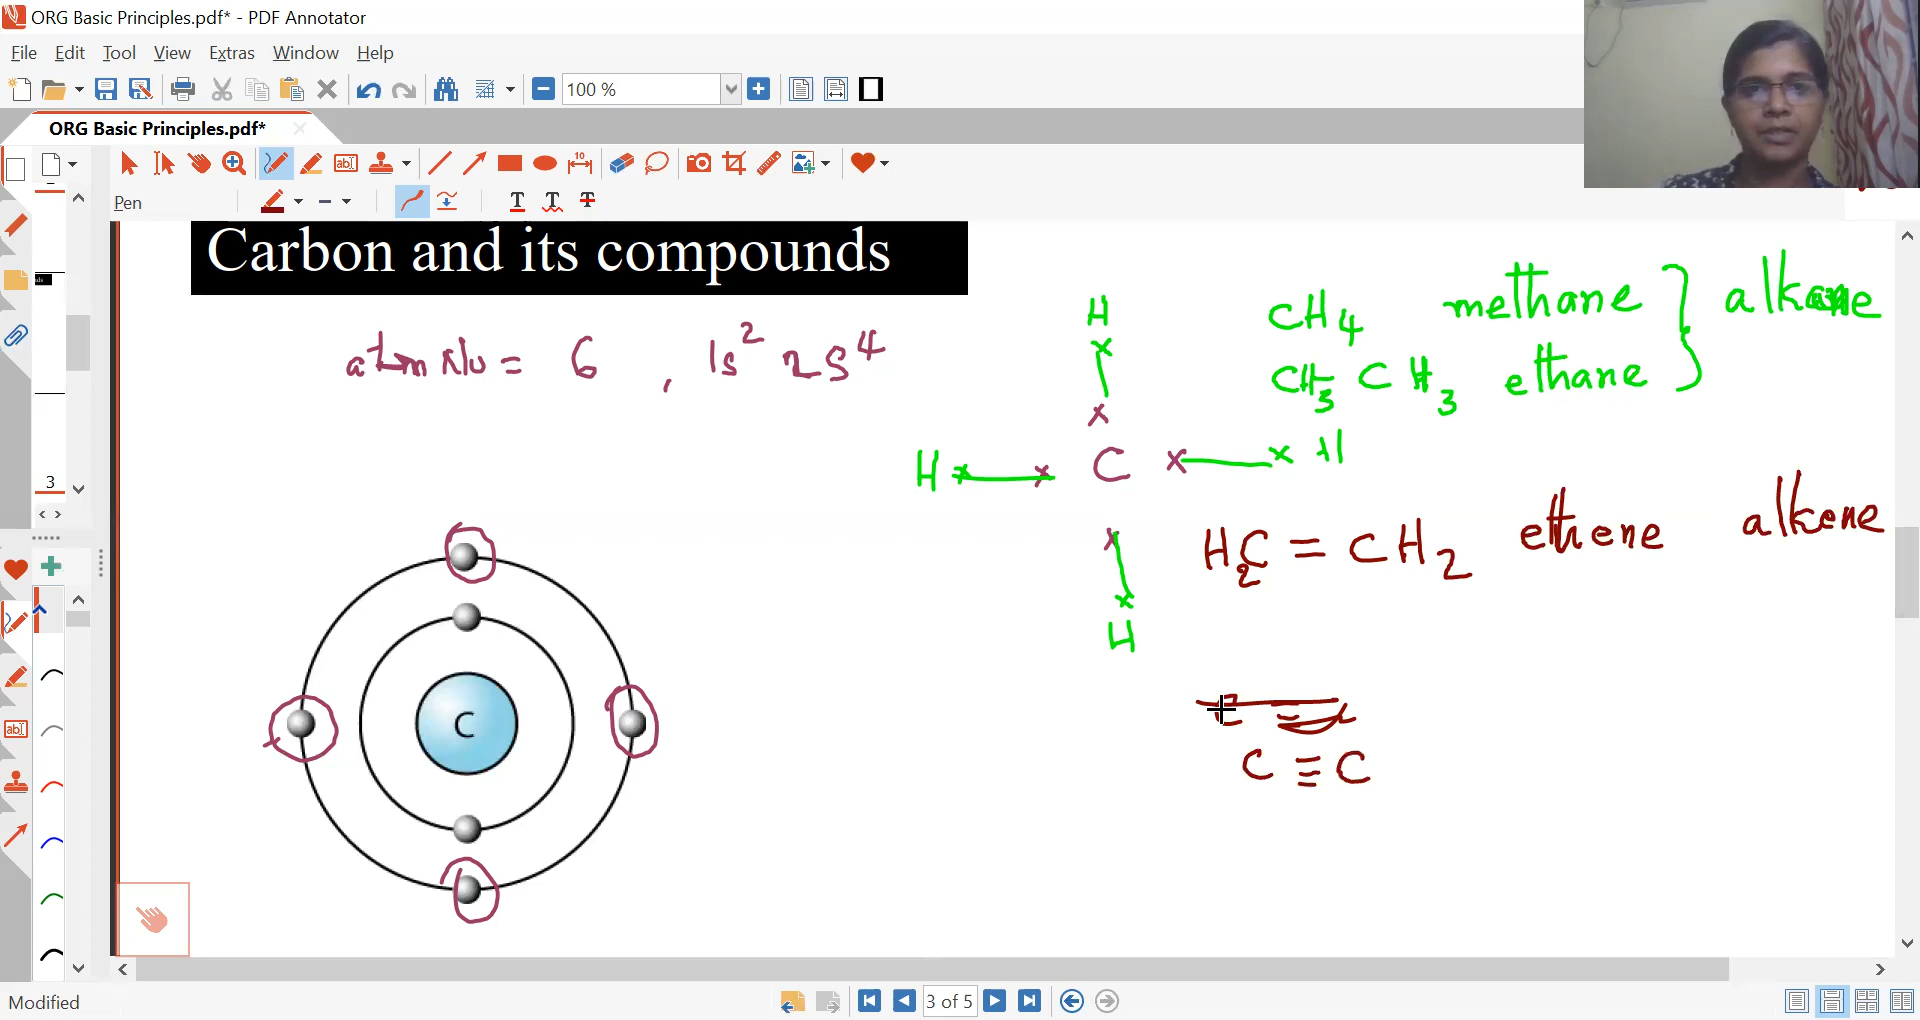 ORG Basic Principles.pdf* - PDF Annotator
File Edit Tool View Extras Window Help
100 %
ORG Basic Principles.pdf*
Pen
Carbon and its compounds
atm No = 6 , 1s² 2s⁴
H
CH₄ methane } alkane
CH₃ CH₃ ethane
H x x C x x H
H₂C = CH₂ ethene alkene
H
C ≡ C
C
3
Modified
3 of 5